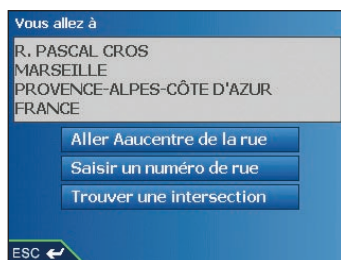 Vous allez à
R. PASCAL CROS
MARSEILLE
PROVENCE-ALPES-CÔTE D'AZUR
FRANCE
Aller Aaucentre de la rue
Saisir un numéro de rue
Trouver une intersection
ESC